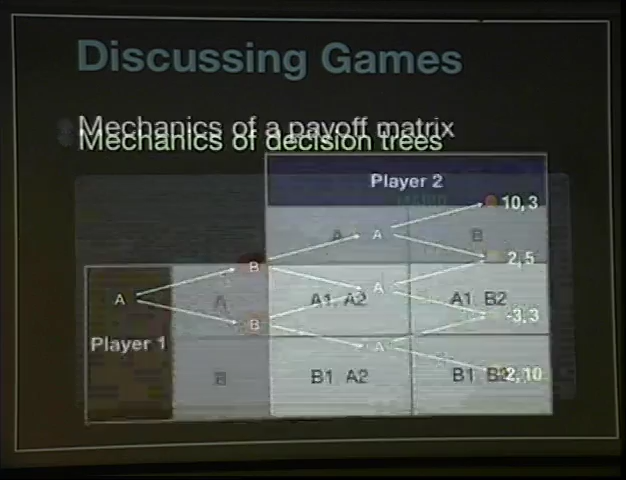 Discussing Games
Mechanics of a payoff matrix
Mechanics of decision trees
Player 2
10,3
A
A
B
B
2,5
A
A
A
A1, A2
A1 B2
-3,3
Player 1
B
A
B
B1 A2
B1 B2
2,10